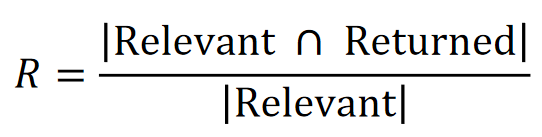 R = |Relevant ∩ Returned| / |Relevant|